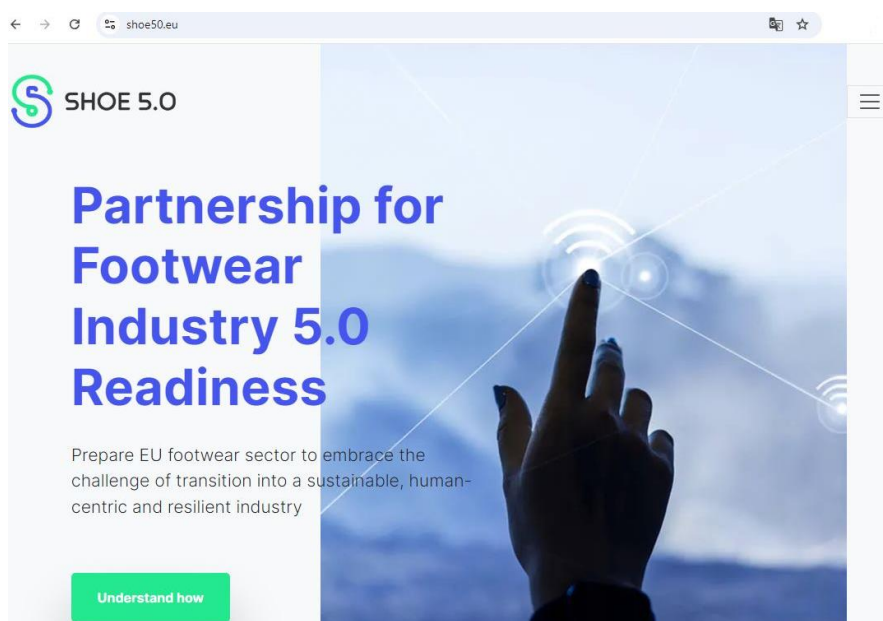 shoe50.eu
SHOE 5.0
Partnership for
Footwear
Industry 5.0
Readiness
Prepare EU footwear sector to embrace the
challenge of transition into a sustainable, human-
centric and resilient industry
Understand how